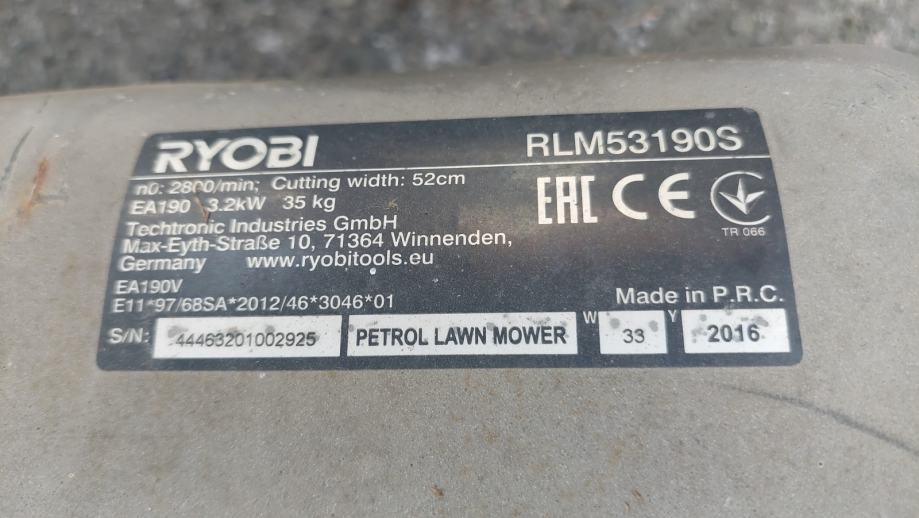 RYOBI RLM53190S
n0: 2800/min; Cutting width: 52cm
EA190 3.2kW 35 kg
Techtronic Industries GmbH
Max-Eyth-Straße 10, 71364 Winnenden,
Germany www.ryobitools.eu
EAC CE
TR 066
EA190V
E11*97/68SA*2012/46*3046*01
Made in P.R.C.
S/N: 44463201002925 PETROL LAWN MOWER W 33 Y 2016